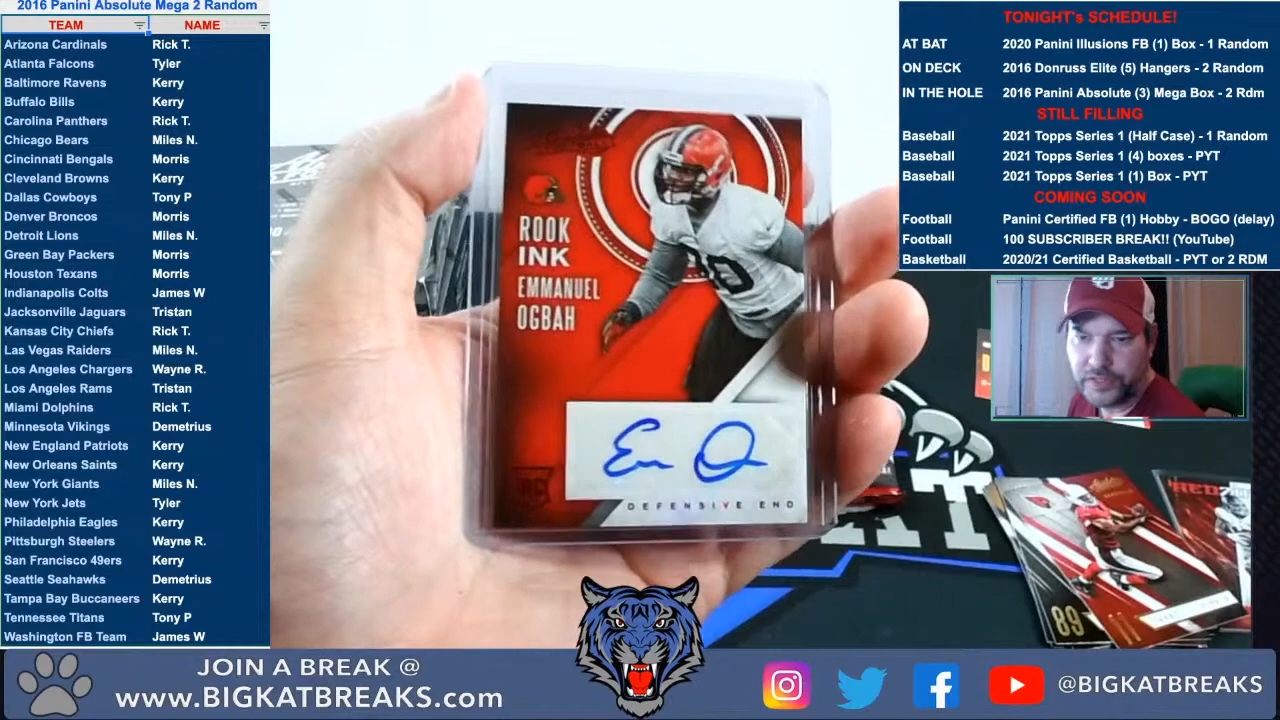 2016 Panini Absolute Mega 2 Random
TEAM NAME
Arizona Cardinals Rick T.
Atlanta Falcons Tyler
Baltimore Ravens Kerry
Buffalo Bills Kerry
Carolina Panthers Rick T.
Chicago Bears Miles N.
Cincinnati Bengals Morris
Cleveland Browns Kerry
Dallas Cowboys Tony P
Denver Broncos Morris
Detroit Lions Miles N.
Green Bay Packers Morris
Houston Texans Morris
Indianapolis Colts James W
Jacksonville Jaguars Tristan
Kansas City Chiefs Rick T.
Las Vegas Raiders Miles N.
Los Angeles Chargers Wayne R.
Los Angeles Rams Tristan
Miami Dolphins Rick T.
Minnesota Vikings Demetrius
New England Patriots Kerry
New Orleans Saints Kerry
New York Giants Miles N.
New York Jets Tyler
Philadelphia Eagles Kerry
Pittsburgh Steelers Wayne R.
San Francisco 49ers Kerry
Seattle Seahawks Demetrius
Tampa Bay Buccaneers Kerry
Tennessee Titans Tony P
Washington FB Team James W
ROOK
INK
EMMANUEL
OGBAH
DEFENSIVE END
TONIGHT's SCHEDULE!
AT BAT 2020 Panini Illusions FB (1) Box - 1 Random
ON DECK 2016 Donruss Elite (5) Hangers - 2 Random
IN THE HOLE 2016 Panini Absolute (3) Mega Box - 2 Rdm
STILL FILLING
Baseball 2021 Topps Series 1 (Half Case) - 1 Random
Baseball 2021 Topps Series 1 (4) boxes - PYT
Baseball 2021 Topps Series 1 (1) Box - PYT
COMING SOON
Football Panini Certified FB (1) Hobby - BOGO (delay)
Football 100 SUBSCRIBER BREAK!! (YouTube)
Basketball 2020/21 Certified Basketball - PYT or 2 RDM
89
JOIN A BREAK @
www.BIGKATBREAKS.com
@BIGKATBREAKS